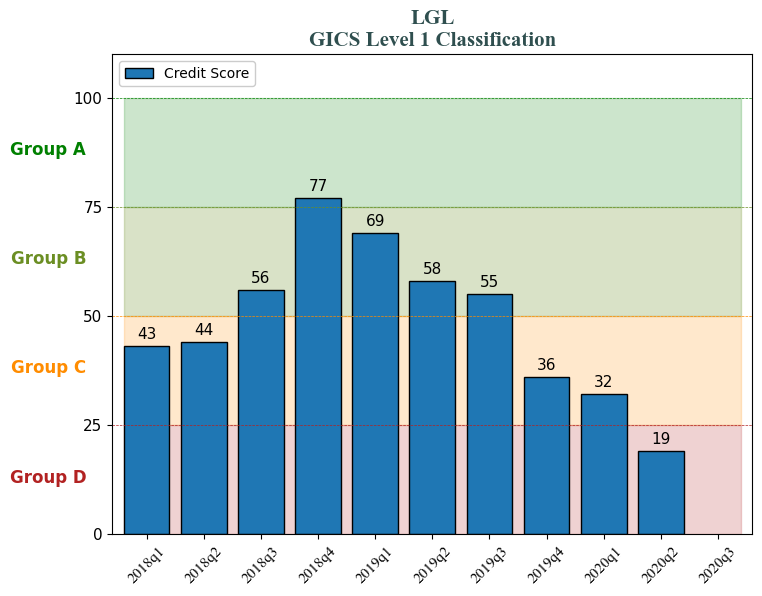 LGL
GICS Level 1 Classification
Credit Score
100
75
50
25
0
Group A
Group B
Group C
Group D
43
44
56
77
69
58
55
36
32
19
2018q1
2018q2
2018q3
2018q4
2019q1
2019q2
2019q3
2019q4
2020q1
2020q2
2020q3